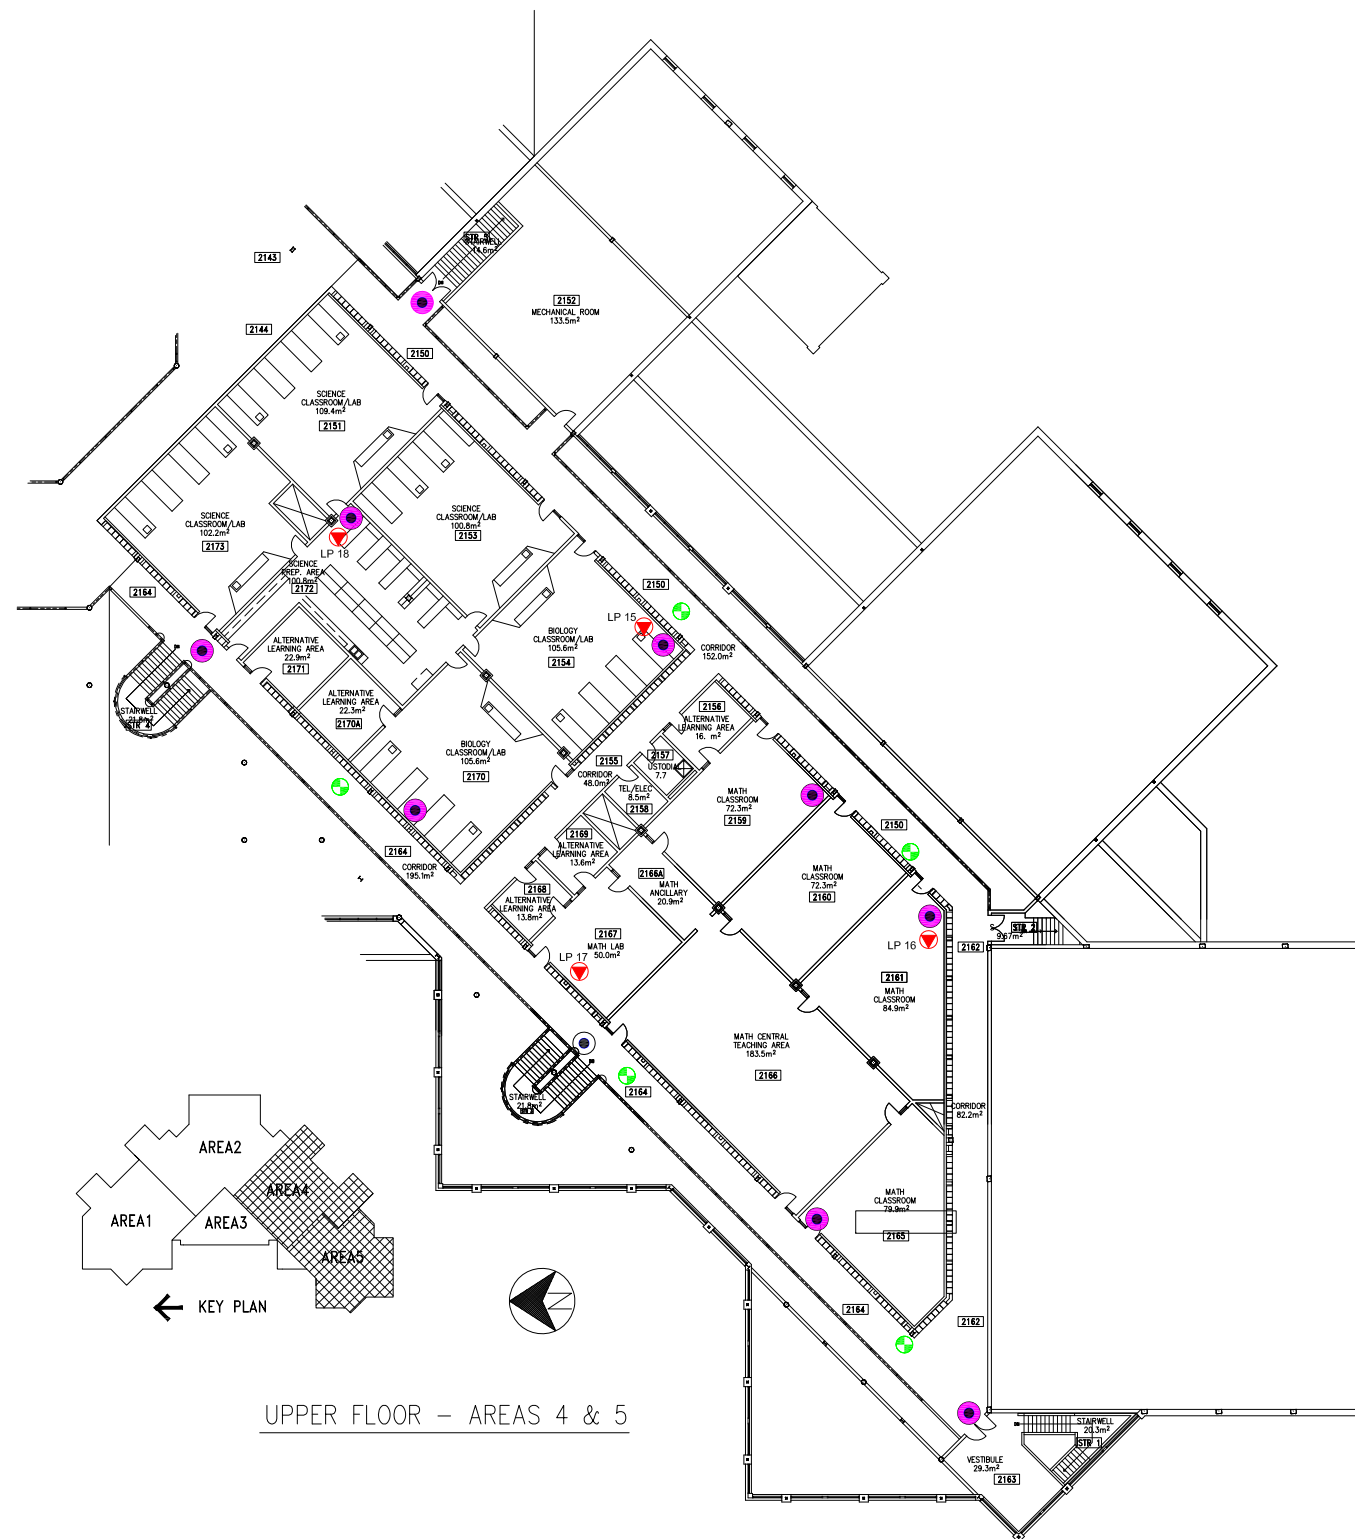 STR 5
STAIRWELL
14.6m²
2143
2152
MECHANICAL ROOM
133.5m²
2144
2150
SCIENCE
CLASSROOM/LAB
109.4m²
2151
SCIENCE
CLASSROOM/LAB
102.2m²
2173
SCIENCE
CLASSROOM/LAB
100.8m²
2153
LP 18
SCIENCE
PREP. AREA
100.8m²
2172
2164
2150
LP 15
BIOLOGY
CLASSROOM/LAB
105.6m²
2154
CORRIDOR
152.0m²
ALTERNATIVE
LEARNING AREA
22.9m²
2171
ALTERNATIVE
LEARNING AREA
22.3m²
2170A
STAIRWELL
21.8m²
STR 4
2156
ALTERNATIVE
LEARNING AREA
16. m²
BIOLOGY
CLASSROOM/LAB
105.6m²
2170
2155
CORRIDOR
48.0m²
2157
USTODIA
7.7
TEL/ELEC
8.5m²
2158
MATH
CLASSROOM
72.3m²
2159
2150
2164
CORRIDOR
195.1m²
2169
ALTERNATIVE
LEARNING AREA
13.6m²
2166A
MATH
ANCILLARY
20.9m²
MATH
CLASSROOM
72.3m²
2160
2168
ALTERNATIVE
LEARNING AREA
13.8m²
2167
MATH LAB
50.0m²
LP 17
LP 16
STR 2
9.67m²
2162
2161
MATH
CLASSROOM
84.9m²
MATH CENTRAL
TEACHING AREA
183.5m²
2166
STAIRWELL
21.8m²
2164
CORRIDOR
82.2m²
MATH
CLASSROOM
79.9m²
2165
2164
2162
AREA2
AREA4
AREA1
AREA3
AREA5
KEY PLAN
N
UPPER FLOOR – AREAS 4 & 5
STAIRWELL
20.3m²
STR 1
VESTIBULE
29.3m²
2163